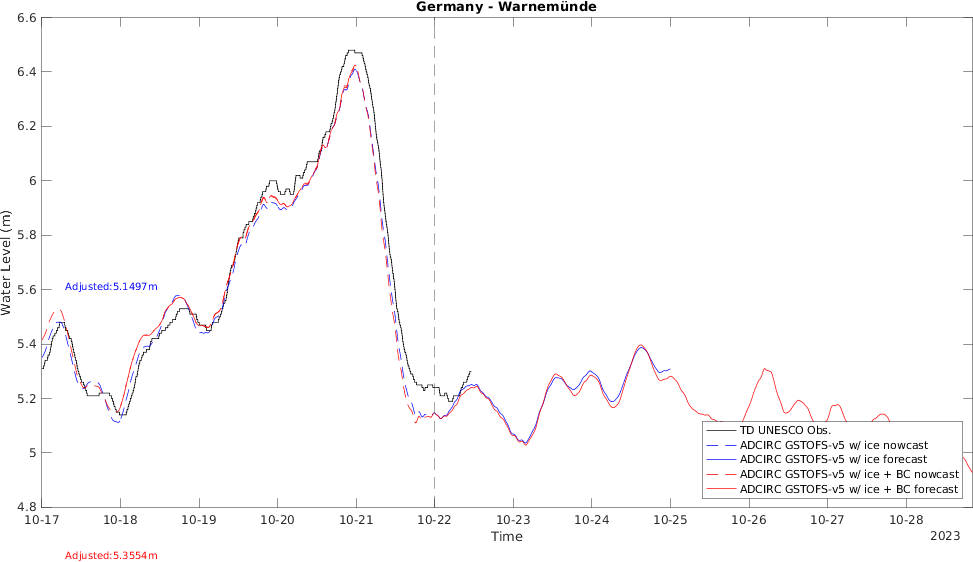 Germany - Warnemünde
6.6
6.4
6.2
6
5.8
5.6
5.4
5.2
5
4.8
Water Level (m)
Adjusted:5.1497m
TD UNESCO Obs.
ADCIRC GSTOFS-v5 w/ ice nowcast
ADCIRC GSTOFS-v5 w/ ice forecast
ADCIRC GSTOFS-v5 w/ ice + BC nowcast
ADCIRC GSTOFS-v5 w/ ice + BC forecast
10-17 10-18 10-19 10-20 10-21 10-22 10-23 10-24 10-25 10-26 10-27 10-28
Time
2023
Adjusted:5.3554m